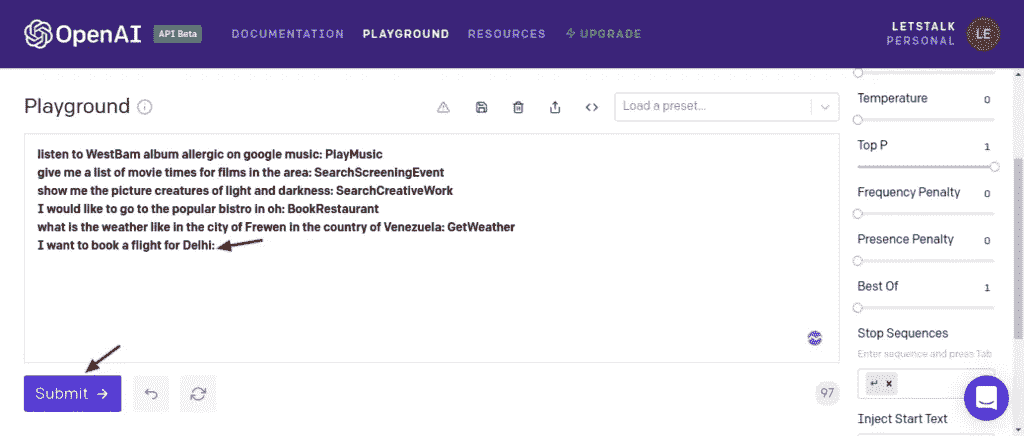 OpenAI API Beta DOCUMENTATION PLAYGROUND RESOURCES UPGRADE LETSTALK
PERSONAL LE
Playground
Load a preset...
listen to WestBam album allergic on google music: PlayMusic
give me a list of movie times for films in the area: SearchScreeningEvent
show me the picture creatures of light and darkness: SearchCreativeWork
I would like to go to the popular bistro in oh: BookRestaurant
what is the weather like in the city of Frewen in the country of Venezuela: GetWeather
I want to book a flight for Delhi:
Submit →
97
Temperature 0
Top P 1
Frequency Penalty 0
Presence Penalty 0
Best Of 1
Stop Sequences
Enter sequence and press Tab
↵ x
Inject Start Text